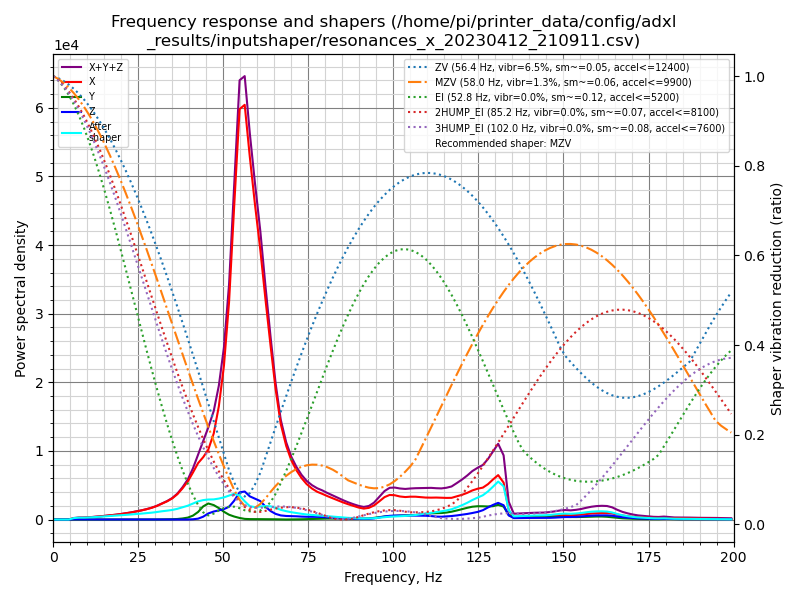 Frequency response and shapers (/home/pi/printer_data/config/adxl
_results/inputshaper/resonances_x_20230412_210911.csv)
1e4
X+Y+Z
X
Y
Z
After
shaper
ZV (56.4 Hz, vibr=6.5%, sm~=0.05, accel<=12400)
MZV (58.0 Hz, vibr=1.3%, sm~=0.06, accel<=9900)
EI (52.8 Hz, vibr=0.0%, sm~=0.12, accel<=5200)
2HUMP_EI (85.2 Hz, vibr=0.0%, sm~=0.07, accel<=8100)
3HUMP_EI (102.0 Hz, vibr=0.0%, sm~=0.08, accel<=7600)
Recommended shaper: MZV
Power spectral density
6
5
4
3
2
1
0
1.0
0.8
0.6
0.4
0.2
0.0
Shaper vibration reduction (ratio)
0 25 50 75 100 125 150 175 200
Frequency, Hz